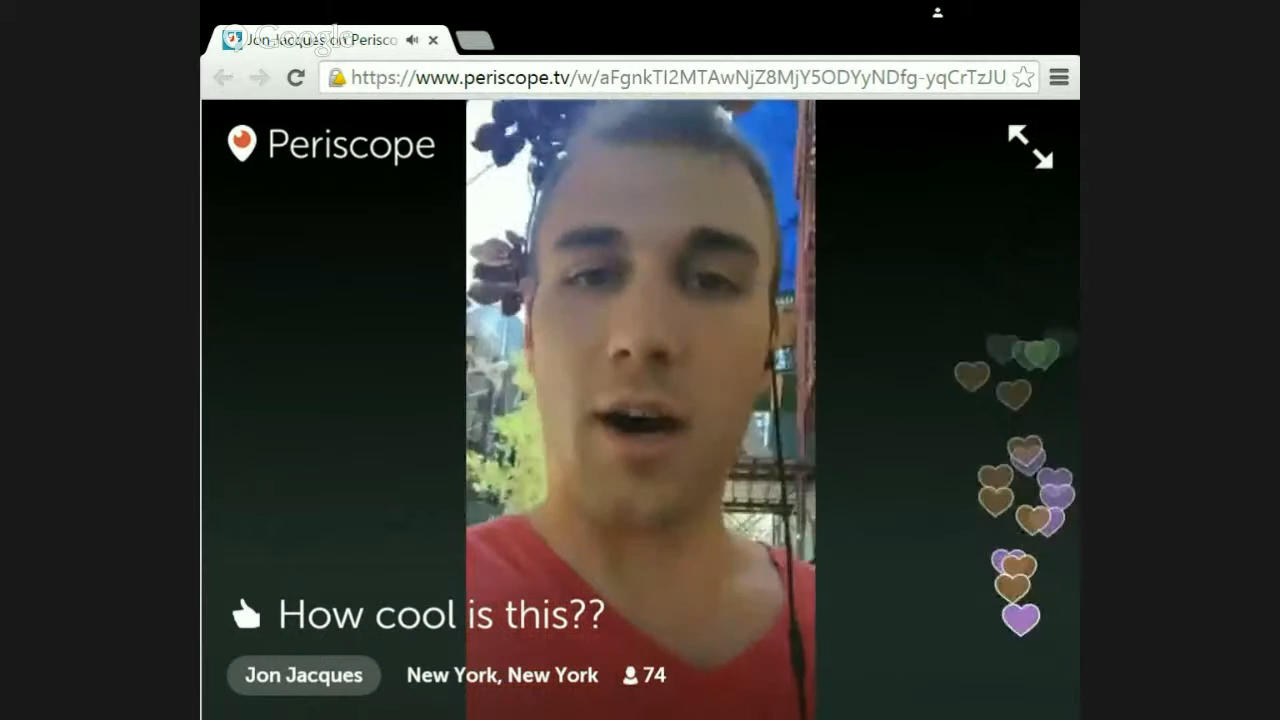 Google
Jon Jacques on Perisco
https://www.periscope.tv/w/aFgnkTI2MTAwNjZ8MjY5ODYyNDfg-yqCrTzJU
Periscope
How cool is this??
Jon Jacques New York, New York 74